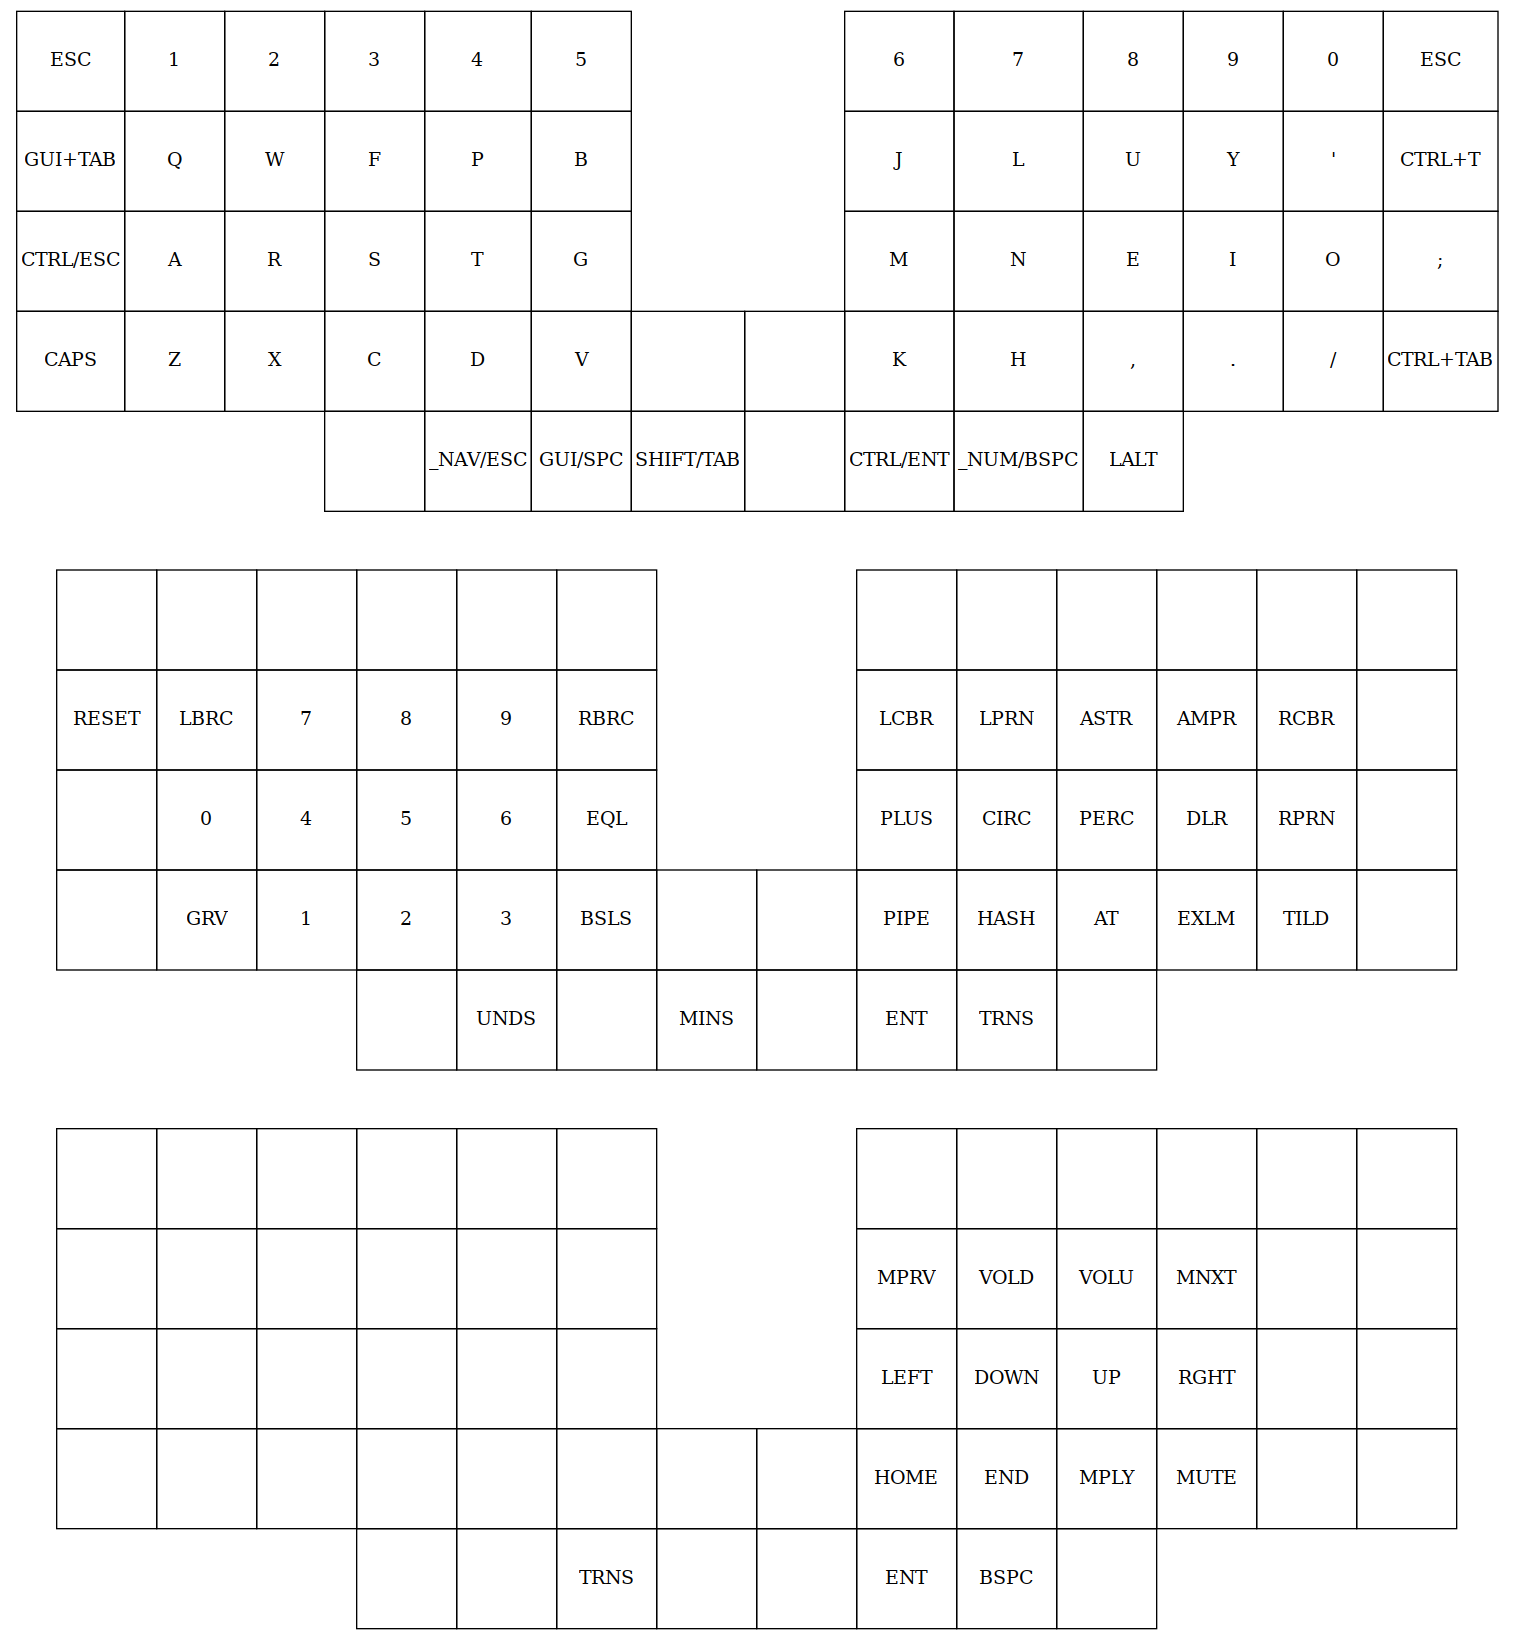 ESC 1 2 3 4 5 6 7 8 9 0 ESC
GUI+TAB Q W F P B J L U Y ' CTRL+T
CTRL/ESC A R S T G M N E I O ;
CAPS Z X C D V K H , . / CTRL+TAB
_NAV/ESC GUI/SPC SHIFT/TAB CTRL/ENT _NUM/BSPC LALT
RESET LBRC 7 8 9 RBRC LCBR LPRN ASTR AMPR RCBR
0 4 5 6 EQL PLUS CIRC PERC DLR RPRN
GRV 1 2 3 BSLS PIPE HASH AT EXLM TILD
UNDS MINS ENT TRNS
MPRV VOLD VOLU MNXT
LEFT DOWN UP RGHT
HOME END MPLY MUTE
TRNS ENT BSPC